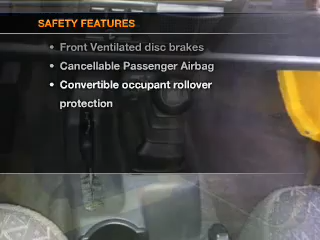 SAFETY FEATURES
• Front Ventilated disc brakes
• Cancellable Passenger Airbag
• Convertible occupant rollover
protection